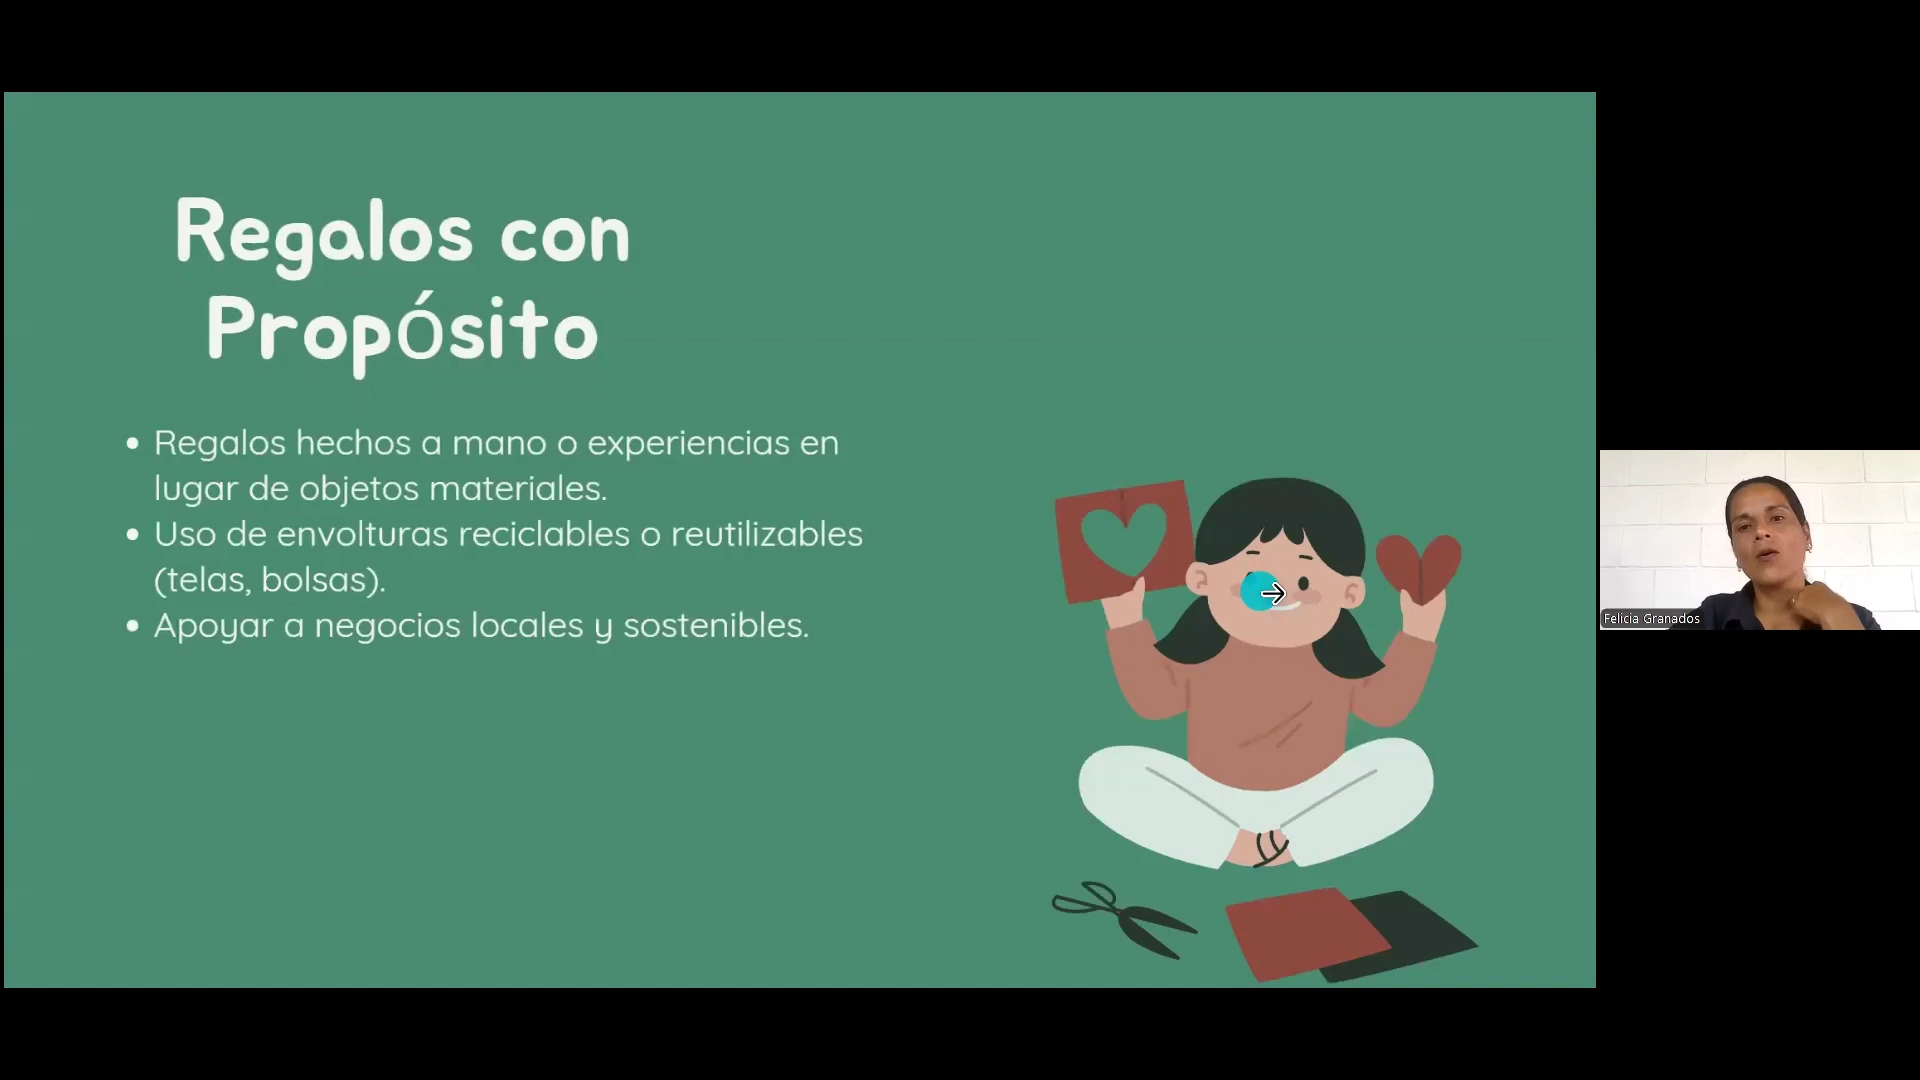 Regalos con
Propósito
• Regalos hechos a mano o experiencias en
lugar de objetos materiales.
• Uso de envolturas reciclables o reutilizables
(telas, bolsas).
• Apoyar a negocios locales y sostenibles.
Felicia Granados